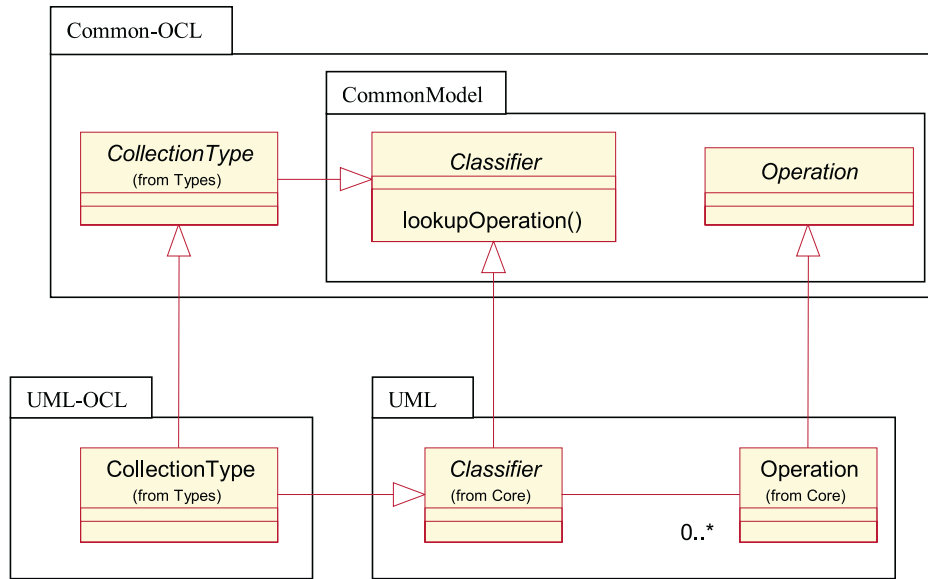 Common-OCL
CommonModel
CollectionType
(from Types)
Classifier
lookupOperation()
Operation
UML-OCL
UML
CollectionType
(from Types)
Classifier
(from Core)
Operation
(from Core)
0..*